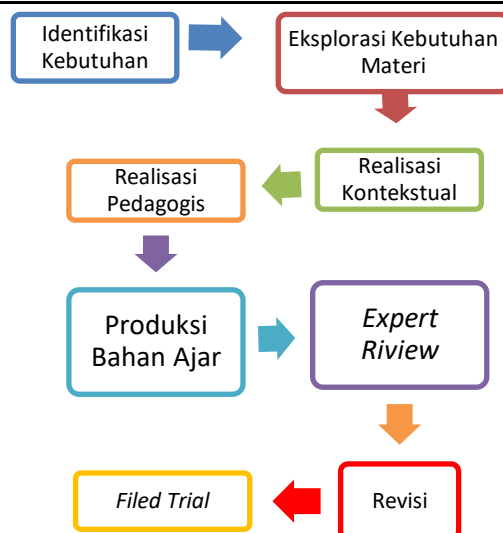 Identifikasi
Kebutuhan
Eksplorasi Kebutuhan
Materi
Realisasi
Kontekstual
Realisasi
Pedagogis
Produksi
Bahan Ajar
Expert
Riview
Revisi
Filed Trial